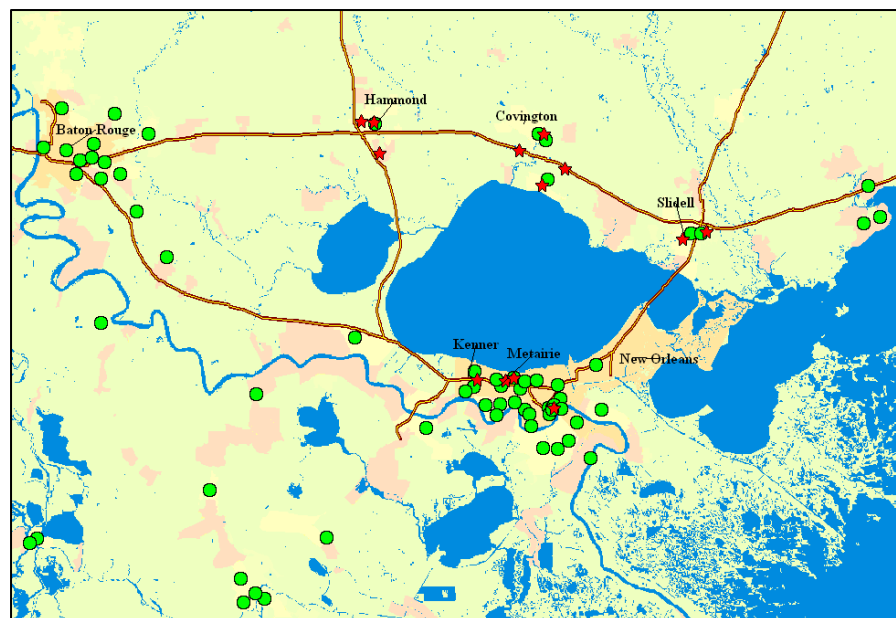 Hammond
Covington
Baton Rouge
Slidell
Kenner
Metairie
New Orleans